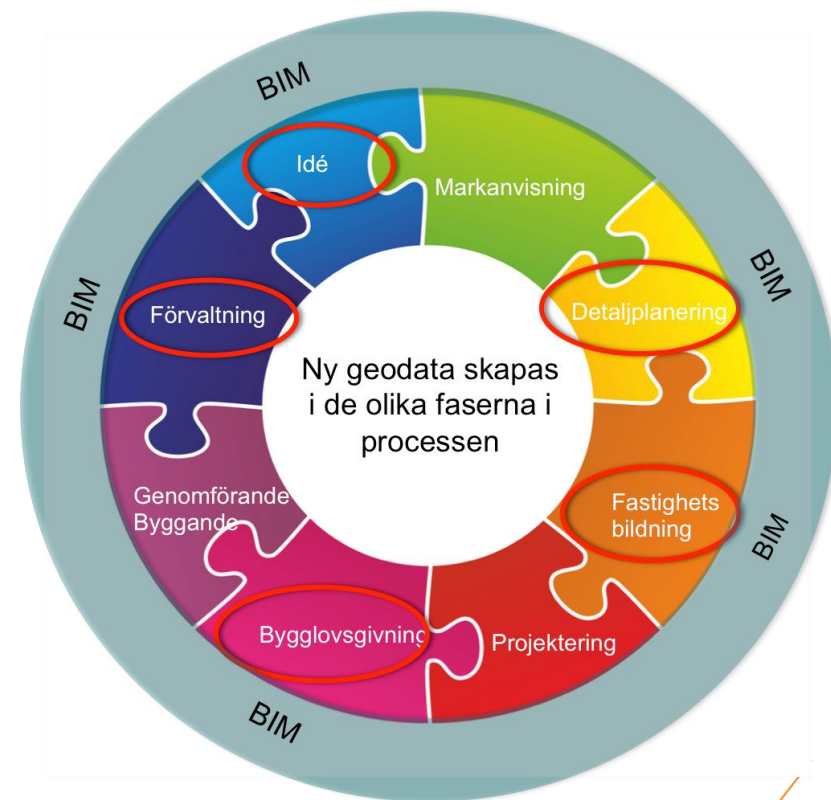 BIM
Idé
Markanvisning
BIM
Detaljplanering
Fastighets
bildning
BIM
Projektering
Bygglovsgivning
BIM
Genomförande
Byggande
Förvaltning
BIM
Ny geodata skapas
i de olika faserna i
processen